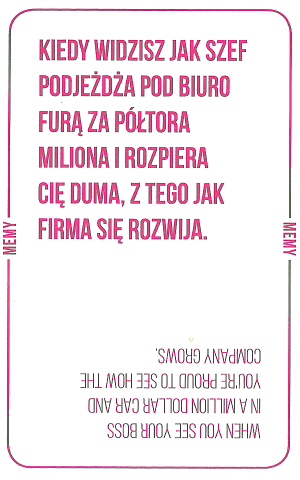 KIEDY WIDZISZ JAK SZEF
PODJEŻDŻA POD BIURO
FURĄ ZA PÓŁTORA
MILIONA I ROZPIERA
CIĘ DUMA, Z TEGO JAK
FIRMA SIĘ ROZWIJA.
MEMY
MEMY
WHEN YOU SEE YOUR BOSS
IN A MILLION DOLLAR CAR AND
YOU'RE PROUD TO SEE HOW THE
COMPANY GROWS.